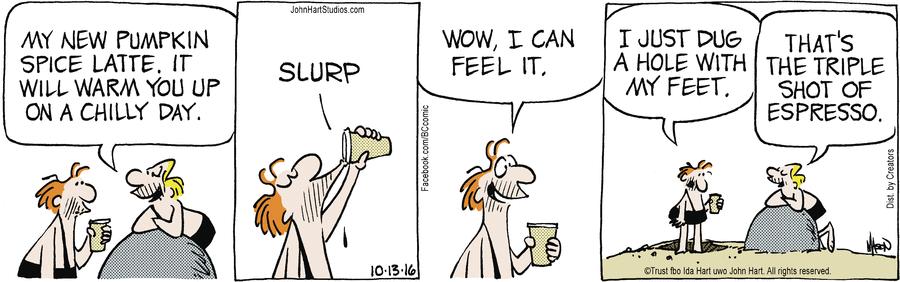 MY NEW PUMPKIN
SPICE LATTE. IT
WILL WARM YOU UP
ON A CHILLY DAY.
JohnHartStudios.com
SLURP
10·13·16
Facebook.com/BCcomic
WOW, I CAN
FEEL IT.
I JUST DUG
A HOLE WITH
MY FEET.
THAT'S
THE TRIPLE
SHOT OF
ESPRESSO.
Dist. by Creators
MASON
©Trust fbo Ida Hart uwo John Hart. All rights reserved.